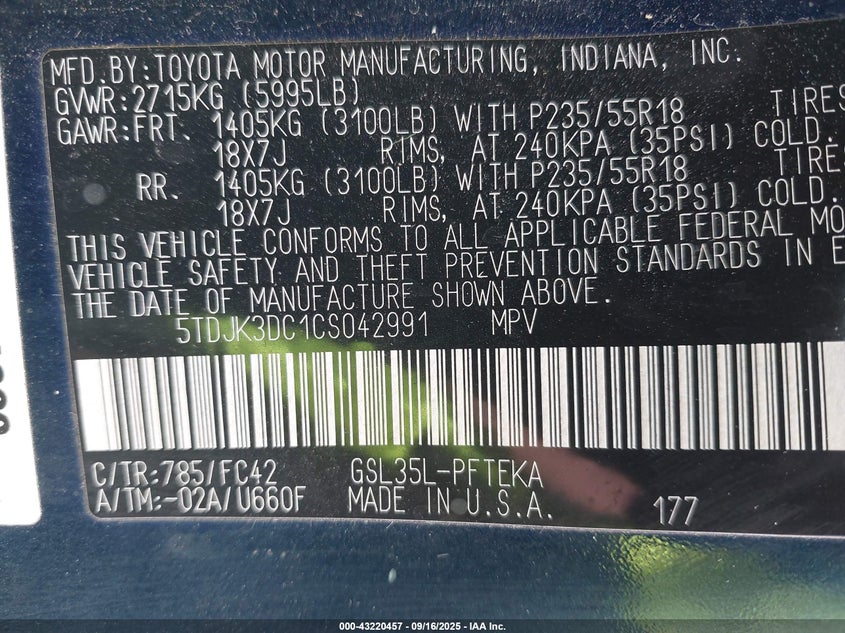 MFD.BY:TOYOTA MOTOR MANUFACTURING, INDIANA, INC.
GVWR:2715KG (5995LB)
GAWR:FRT. 1405KG (3100LB) WITH P235/55R18 TIRES
18X7J RIMS, AT 240KPA (35PSI) COLD.
RR. 1405KG (3100LB) WITH P235/55R18 TIRES
18X7J RIMS, AT 240KPA (35PSI) COLD.
THIS VEHICLE CONFORMS TO ALL APPLICABLE FEDERAL MO
VEHICLE SAFETY AND THEFT PREVENTION STANDARDS IN E
THE DATE OF MANUFACTURE SHOWN ABOVE.
5TDJK3DC1CS042991 MPV
C/TR:785/FC42 GSL35L-PFTEKA
A/TM:-02A/U660F MADE IN U.S.A. 177
000-43220457 - 09/16/2025 - IAA Inc.